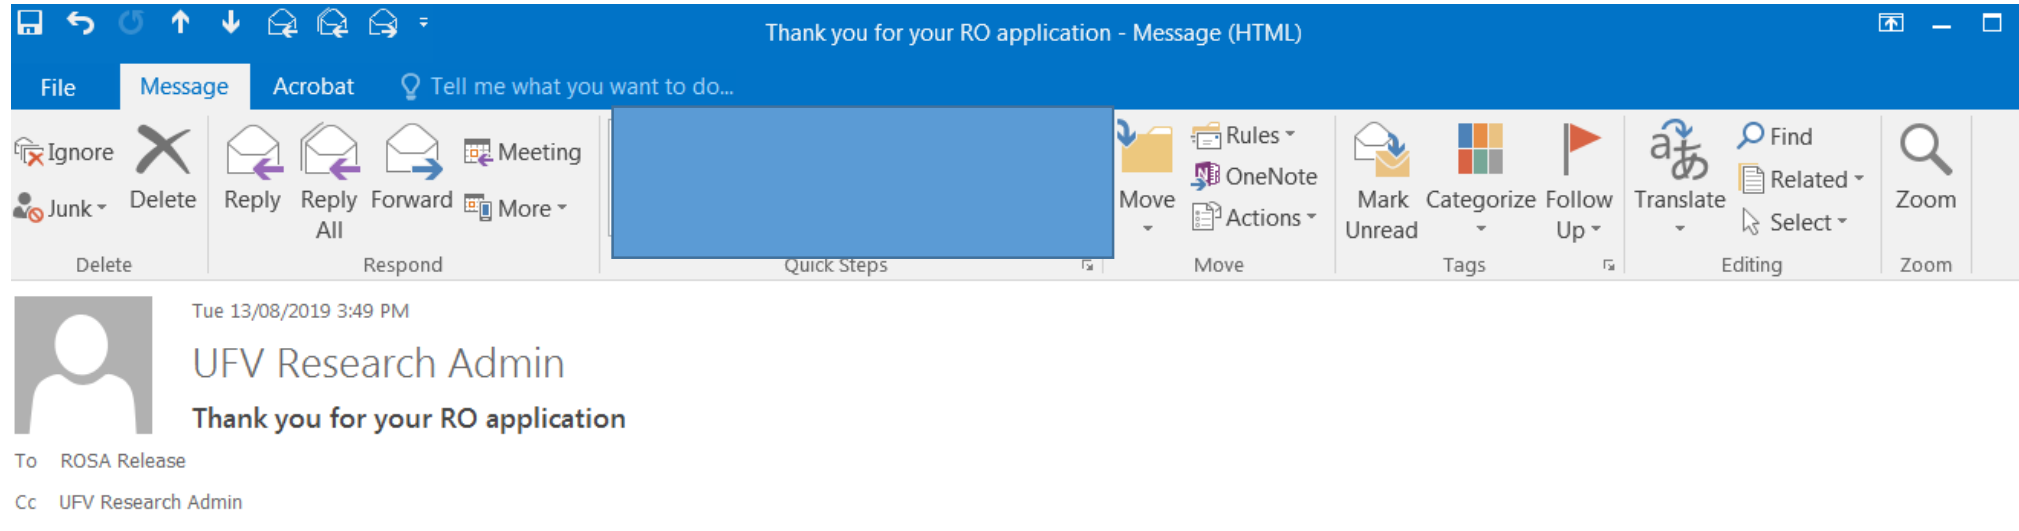 Thank you for your RO application - Message (HTML)
File Message Acrobat Tell me what you want to do...
Ignore
Junk
Delete
Delete
Reply
Reply All
Forward
Meeting
More
Respond
Quick Steps
Move
Rules
OneNote
Actions
Move
Mark Unread
Categorize
Follow Up
Tags
Translate
Find
Related
Select
Editing
Zoom
Zoom
Tue 13/08/2019 3:49 PM
UFV Research Admin
Thank you for your RO application
To ROSA Release
Cc UFV Research Admin